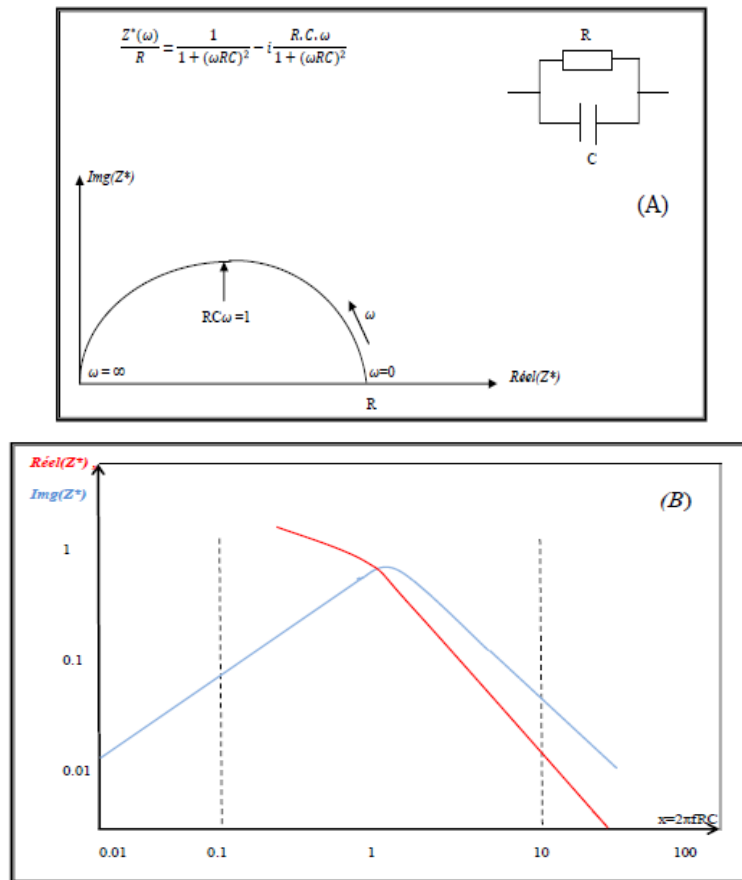 Z*(ω)/R = 1/(1 + (ωRC)²) − i R.C.ω/(1 + (ωRC)²)
R
C
(A)
Img(Z*)
RCω =1
ω
ω = ∞
ω=0
Réel(Z*)
R
Réel(Z*) ,
Img(Z*)
(B)
1
0.1
0.01
x=2πfRC
0.01 0.1 1 10 100